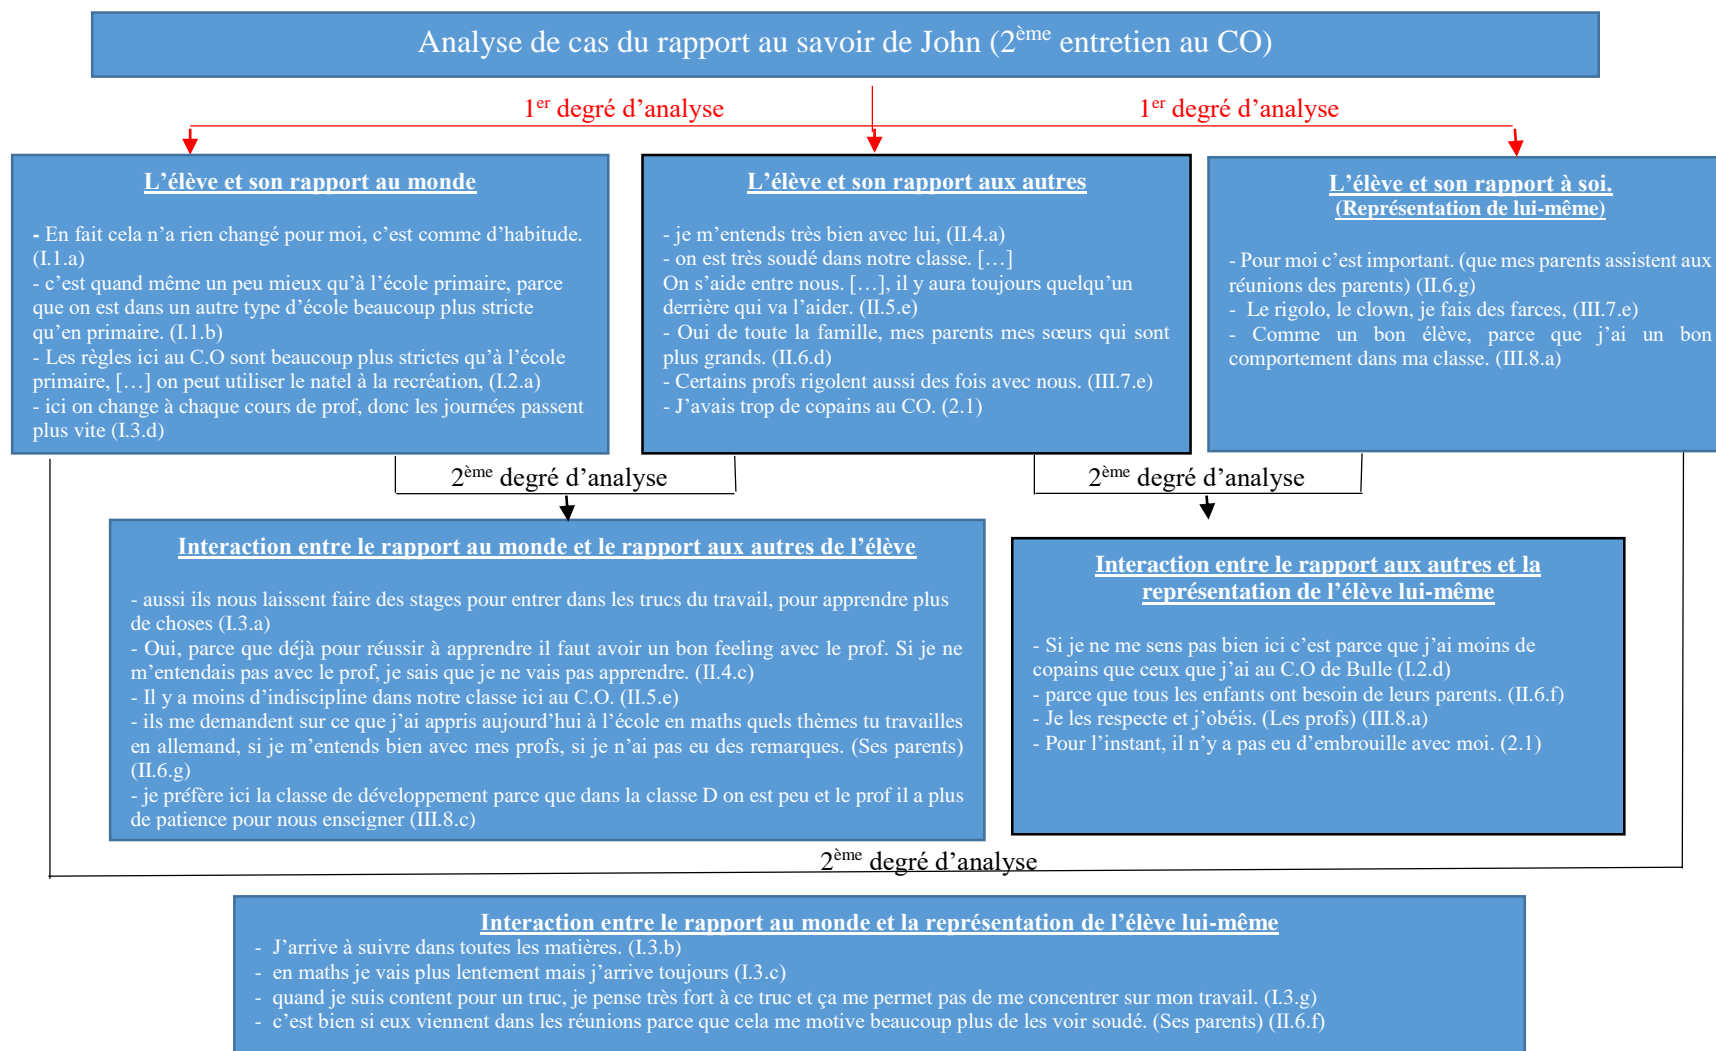 Analyse de cas du rapport au savoir de John (2ème entretien au CO)
1er degré d’analyse
1er degré d’analyse
L’élève et son rapport au monde
- En fait cela n’a rien changé pour moi, c’est comme d’habitude.
(I.1.a)
- c’est quand même un peu mieux qu’à l’école primaire, parce
que on est dans un autre type d’école beaucoup plus stricte
qu’en primaire. (I.1.b)
- Les règles ici au C.O sont beaucoup plus strictes qu’à l’école
primaire, […] on peut utiliser le natel à la recréation, (I.2.a)
- ici on change à chaque cours de prof, donc les journées passent
plus vite (I.3.d)
L’élève et son rapport aux autres
- je m’entends très bien avec lui, (II.4.a)
- on est très soudé dans notre classe. […]
On s’aide entre nous. […], il y aura toujours quelqu’un
derrière qui va l’aider. (II.5.e)
- Oui de toute la famille, mes parents mes sœurs qui sont
plus grands. (II.6.d)
- Certains profs rigolent aussi des fois avec nous. (III.7.e)
- J’avais trop de copains au CO. (2.1)
L’élève et son rapport à soi.
(Représentation de lui-même)
- Pour moi c’est important. (que mes parents assistent aux
réunions des parents) (II.6.g)
- Le rigolo, le clown, je fais des farces, (III.7.e)
- Comme un bon élève, parce que j’ai un bon
comportement dans ma classe. (III.8.a)
2ème degré d’analyse
2ème degré d’analyse
Interaction entre le rapport au monde et le rapport aux autres de l’élève
- aussi ils nous laissent faire des stages pour entrer dans les trucs du travail, pour apprendre plus
de choses (I.3.a)
- Oui, parce que déjà pour réussir à apprendre il faut avoir un bon feeling avec le prof. Si je ne
m’entendais pas avec le prof, je sais que je ne vais pas apprendre. (II.4.c)
- Il y a moins d’indiscipline dans notre classe ici au C.O. (II.5.e)
- ils me demandent sur ce que j’ai appris aujourd’hui à l’école en maths quels thèmes tu travailles
en allemand, si je m’entends bien avec mes profs, si je n’ai pas eu des remarques. (Ses parents)
(II.6.g)
- je préfère ici la classe de développement parce que dans la classe D on est peu et le prof il a plus
de patience pour nous enseigner (III.8.c)
Interaction entre le rapport aux autres et la
représentation de l’élève lui-même
- Si je ne me sens pas bien ici c’est parce que j’ai moins de
copains que ceux que j’ai au C.O de Bulle (I.2.d)
- parce que tous les enfants ont besoin de leurs parents. (II.6.f)
- Je les respecte et j’obéis. (Les profs) (III.8.a)
- Pour l’instant, il n’y a pas eu d’embrouille avec moi. (2.1)
2ème degré d’analyse
Interaction entre le rapport au monde et la représentation de l’élève lui-même
- J’arrive à suivre dans toutes les matières. (I.3.b)
- en maths je vais plus lentement mais j’arrive toujours (I.3.c)
- quand je suis content pour un truc, je pense très fort à ce truc et ça me permet pas de me concentrer sur mon travail. (I.3.g)
- c’est bien si eux viennent dans les réunions parce que cela me motive beaucoup plus de les voir soudé. (Ses parents) (II.6.f)